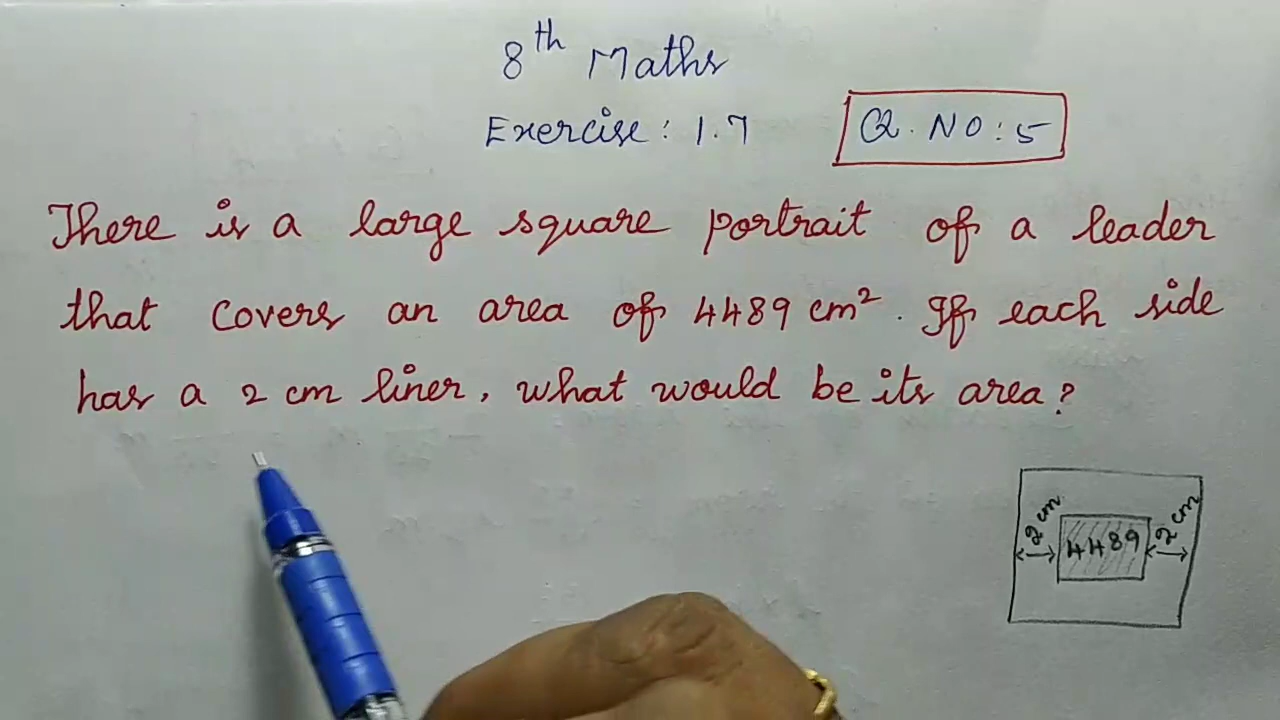 8th Maths
Exercise: 1.7
Q. NO: 5
There is a large square portrait of a leader
that covers an area of 4489 cm². If each side
has a 2 cm liner, what would be its area?
2 cm
4489
2 cm